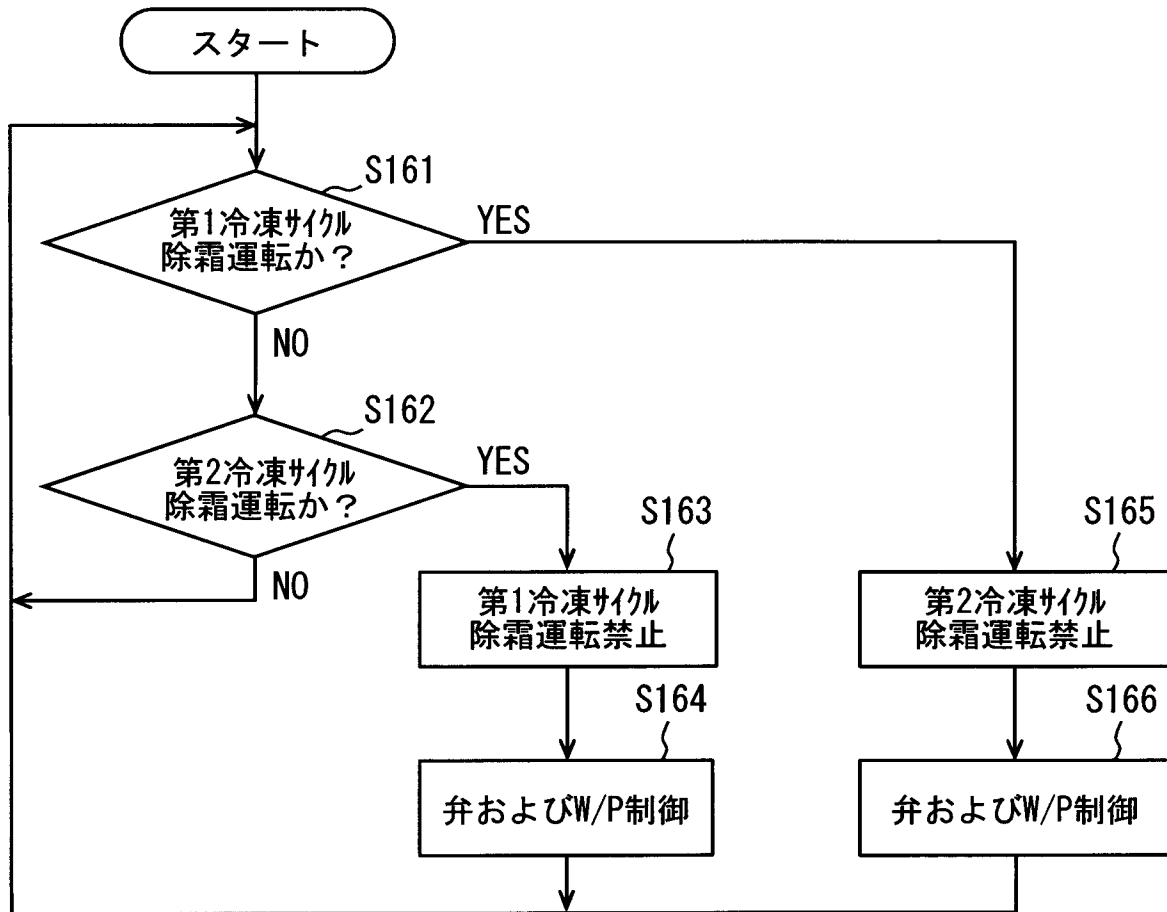 スタート
S161
第1冷凍ｻｲｸﾙ
除霜運転か？
YES
NO
S162
第2冷凍ｻｲｸﾙ
除霜運転か？
YES
NO
S163
第1冷凍ｻｲｸﾙ
除霜運転禁止
S165
第2冷凍ｻｲｸﾙ
除霜運転禁止
S164
弁およびW/P制御
S166
弁およびW/P制御